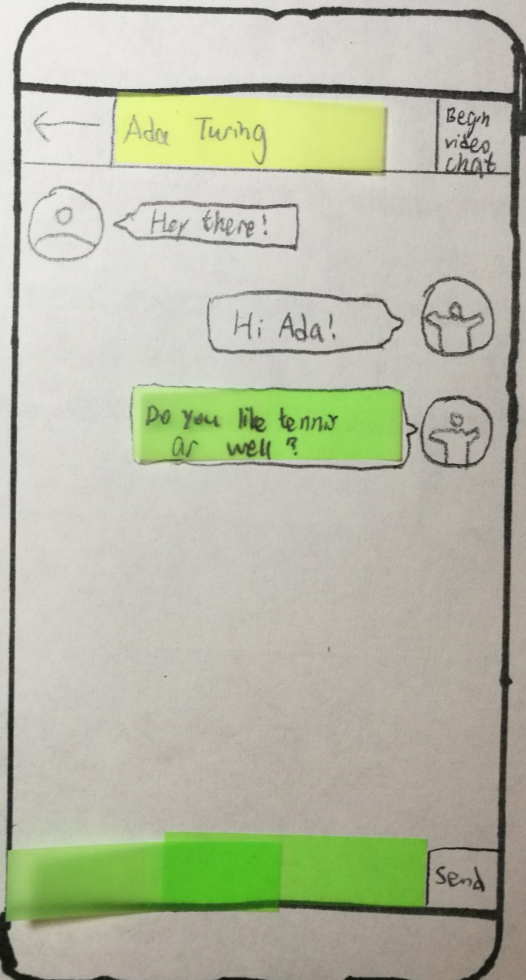 Ada Turing
Begin
video
chat
Hey there!
Hi Ada!
Do you like tennis
as well?
Send